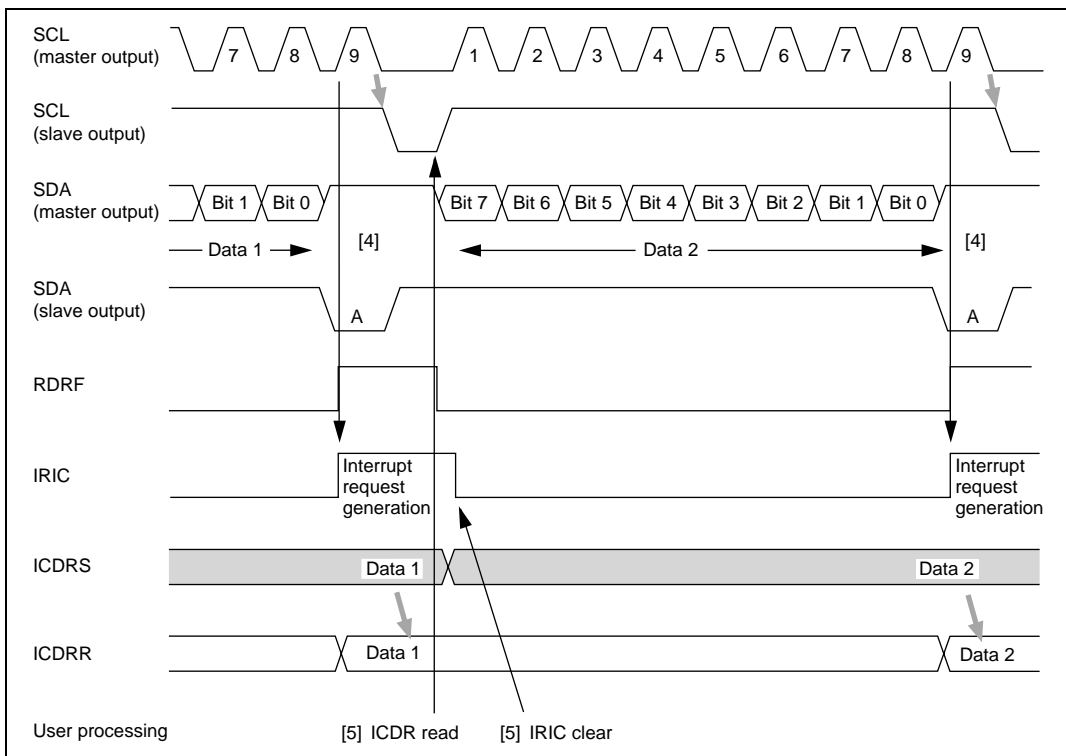 SCL
(master output)
7 8 9 1 2 3 4 5 6 7 8 9
SCL
(slave output)
SDA
(master output)
Bit 1 Bit 0 Bit 7 Bit 6 Bit 5 Bit 4 Bit 3 Bit 2 Bit 1 Bit 0
Data 1 [4] Data 2 [4]
SDA
(slave output)
A A
RDRF
IRIC
Interrupt
request
generation
Interrupt
request
generation
ICDRS
Data 1 Data 2
ICDRR
Data 1 Data 2
User processing
[5] ICDR read [5] IRIC clear